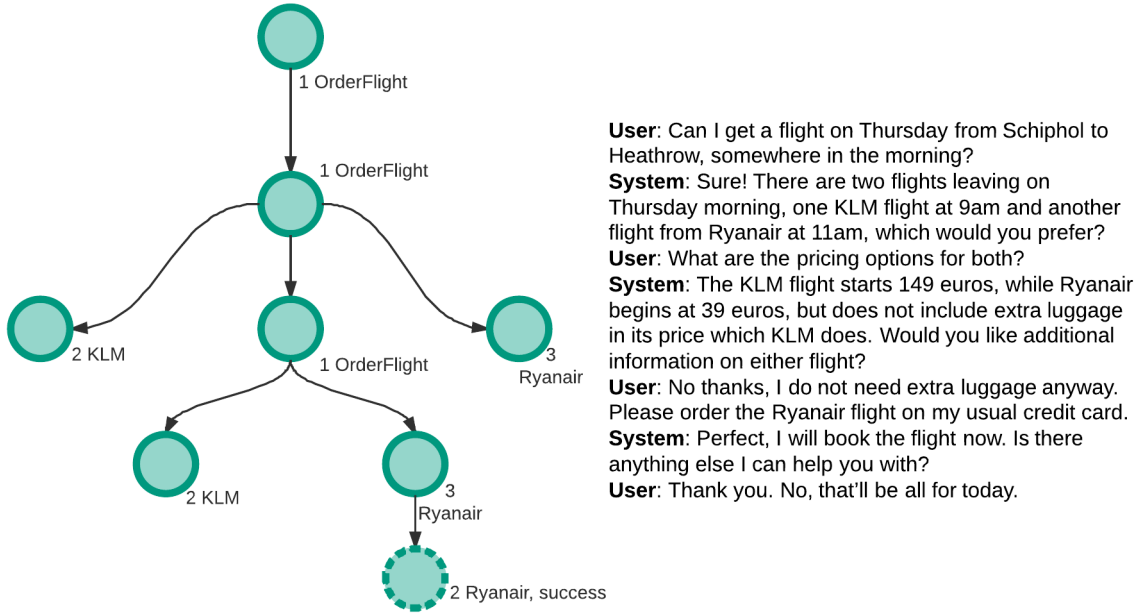 1 OrderFlight
1 OrderFlight
2 KLM
1 OrderFlight
3
Ryanair
2 KLM
3
Ryanair
2 Ryanair, success
User: Can I get a flight on Thursday from Schiphol to
Heathrow, somewhere in the morning?
System: Sure! There are two flights leaving on
Thursday morning, one KLM flight at 9am and another
flight from Ryanair at 11am, which would you prefer?
User: What are the pricing options for both?
System: The KLM flight starts 149 euros, while Ryanair
begins at 39 euros, but does not include extra luggage
in its price which KLM does. Would you like additional
information on either flight?
User: No thanks, I do not need extra luggage anyway.
Please order the Ryanair flight on my usual credit card.
System: Perfect, I will book the flight now. Is there
anything else I can help you with?
User: Thank you. No, that'll be all for today.